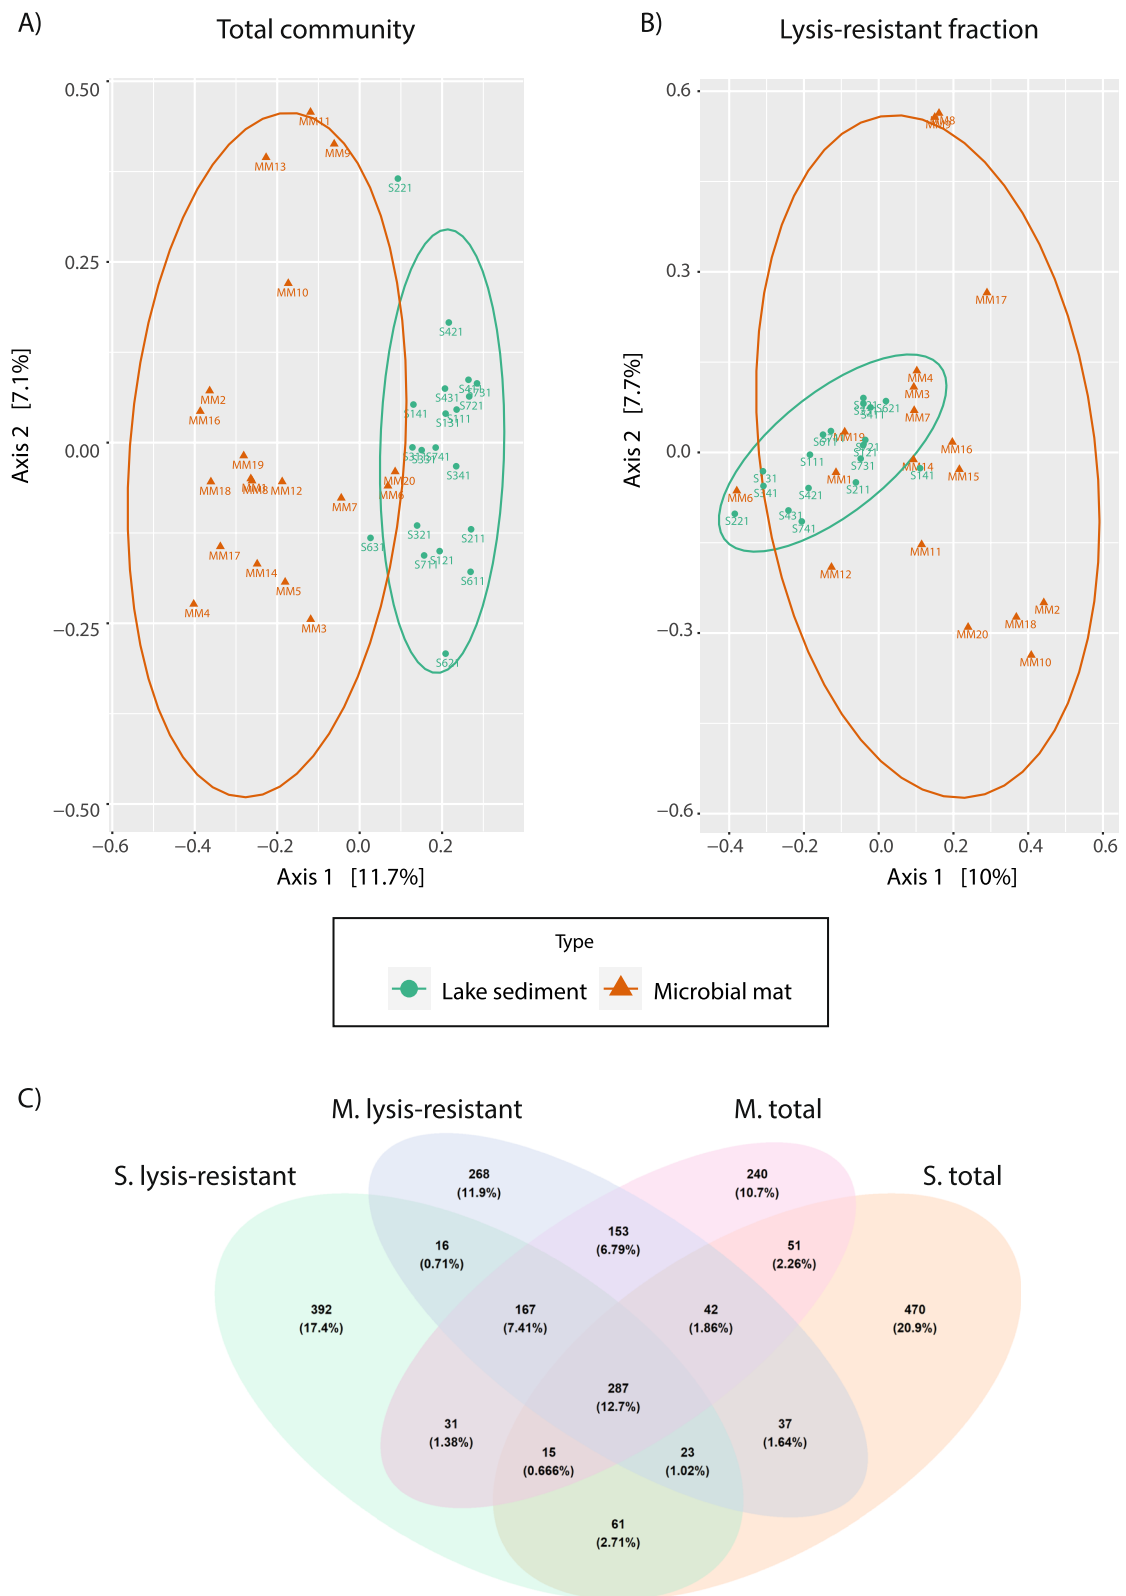 A)
Total community
0.50
0.25
0.00
−0.25
−0.50
Axis 2 [7.1%]
MM11
MM9
MM13
S221
MM10
S421
MM2
MM16
S431
S731
S721
S141
S111
S131
MM19
S331
S741
S341
MM18
MM12
MM20
MM6
MM7
S631
S321
S211
MM17
S711
S121
MM14
S611
MM5
MM4
MM3
S621
−0.6
−0.4
−0.2
0.0
0.2
Axis 1 [11.7%]
B)
Lysis-resistant fraction
0.6
0.3
0.0
−0.3
−0.6
Axis 2 [7.7%]
MM9
MM17
MM4
MM3
S621
S411
MM7
MM19
MM16
S121
S111
S731
MM14
S141
MM15
S131
MM1
S341
S211
MM6
S421
S221
S431
S741
MM11
MM12
MM2
MM18
MM20
MM10
−0.4
−0.2
0.0
0.2
0.4
0.6
Axis 1 [10%]
Type
Lake sediment
Microbial mat
C)
M. lysis-resistant
M. total
S. lysis-resistant
S. total
268
(11.9%)
240
(10.7%)
153
(6.79%)
16
(0.71%)
51
(2.26%)
392
(17.4%)
167
(7.41%)
42
(1.86%)
470
(20.9%)
287
(12.7%)
31
(1.38%)
37
(1.64%)
15
(0.666%)
23
(1.02%)
61
(2.71%)